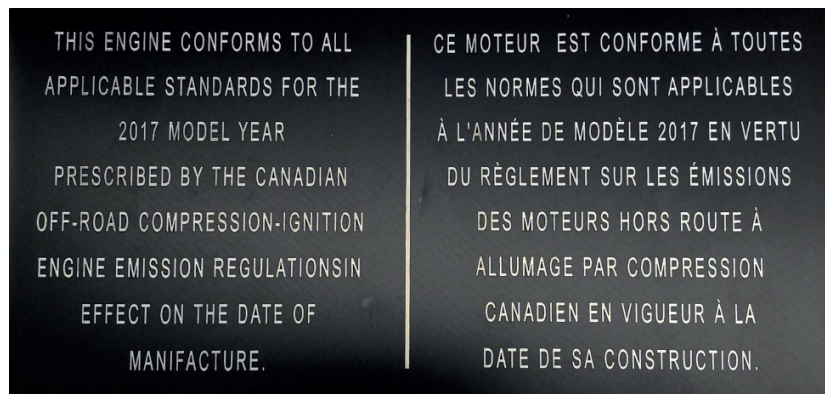 THIS ENGINE CONFORMS TO ALL
APPLICABLE STANDARDS FOR THE
2017 MODEL YEAR
PRESCRIBED BY THE CANADIAN
OFF-ROAD COMPRESSION-IGNITION
ENGINE EMISSION REGULATIONSIN
EFFECT ON THE DATE OF
MANIFACTURE.
CE MOTEUR EST CONFORME À TOUTES
LES NORMES QUI SONT APPLICABLES
À L'ANNÉE DE MODÈLE 2017 EN VERTU
DU RÈGLEMENT SUR LES ÉMISSIONS
DES MOTEURS HORS ROUTE À
ALLUMAGE PAR COMPRESSION
CANADIEN EN VIGUEUR À LA
DATE DE SA CONSTRUCTION.